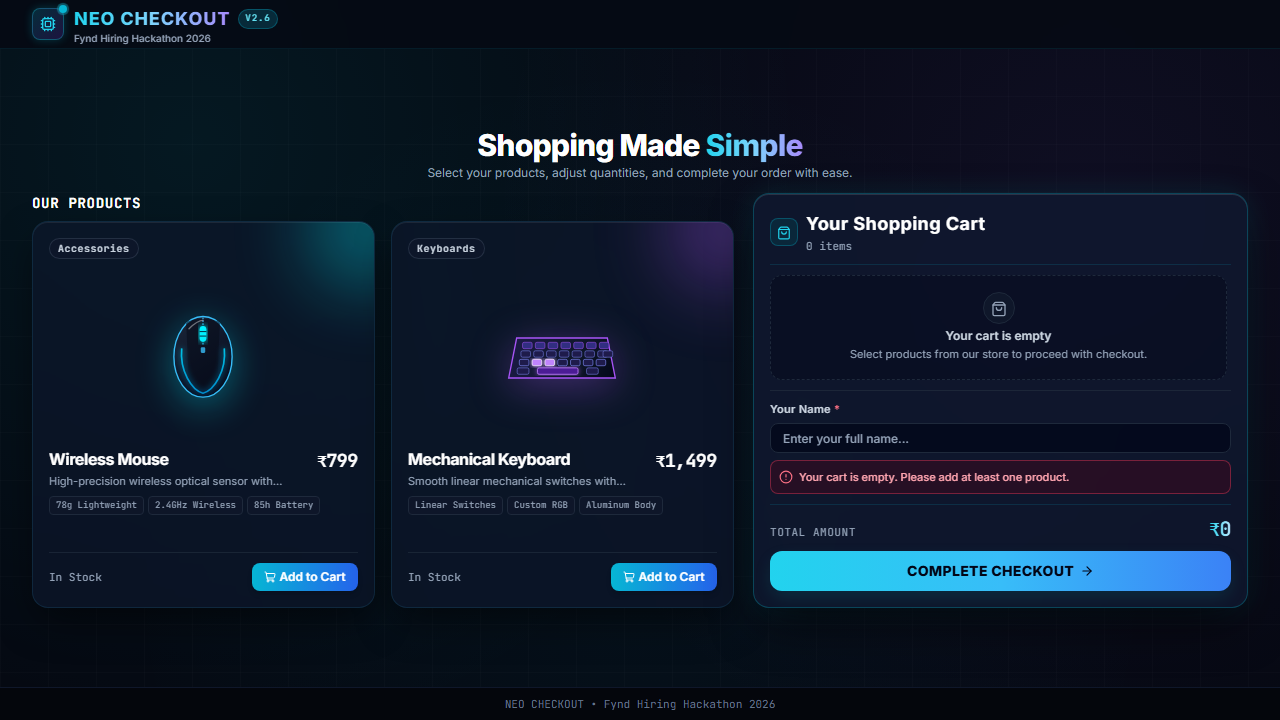 NEO CHECKOUT V2.6
Fynd Hiring Hackathon 2026
Shopping Made Simple
Select your products, adjust quantities, and complete your order with ease.
OUR PRODUCTS
Accessories
Wireless Mouse ₹799
High-precision wireless optical sensor with...
78g Lightweight 2.4GHz Wireless 85h Battery
In Stock Add to Cart
Keyboards
Mechanical Keyboard ₹1,499
Smooth linear mechanical switches with...
Linear Switches Custom RGB Aluminum Body
In Stock Add to Cart
Your Shopping Cart
0 items
Your cart is empty
Select products from our store to proceed with checkout.
Your Name *
Enter your full name...
Your cart is empty. Please add at least one product.
TOTAL AMOUNT ₹0
COMPLETE CHECKOUT →
NEO CHECKOUT • Fynd Hiring Hackathon 2026